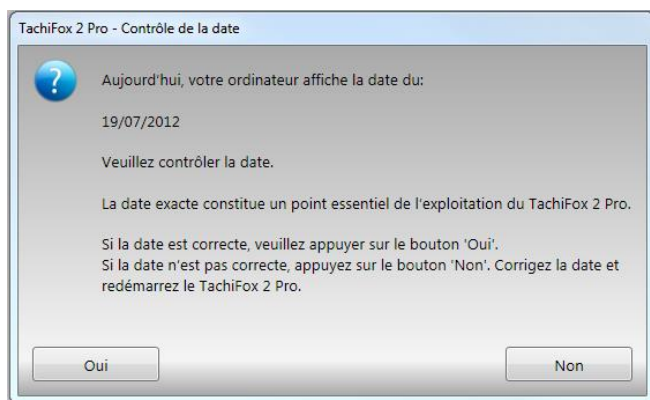 TachiFox 2 Pro - Contrôle de la date
?
Aujourd'hui, votre ordinateur affiche la date du:
19/07/2012
Veuillez contrôler la date.
La date exacte constitue un point essentiel de l'exploitation du TachiFox 2 Pro.
Si la date est correcte, veuillez appuyer sur le bouton 'Oui'.
Si la date n'est pas correcte, appuyez sur le bouton 'Non'. Corrigez la date et
redémarrez le TachiFox 2 Pro.
Oui
Non